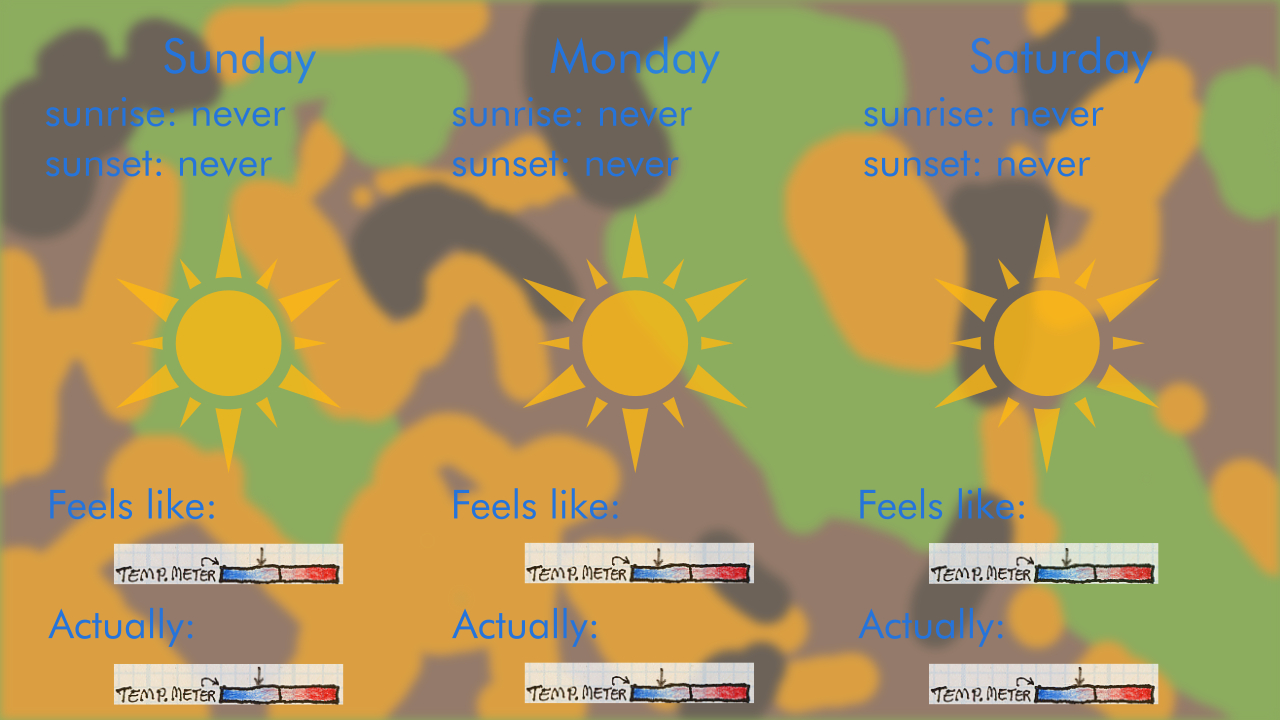 Sunday
sunrise: never
sunset: never
Feels like:
TEMP. METER
Actually:
TEMP. METER
Monday
sunrise: never
sunset: never
Feels like:
TEMP. METER
Actually:
TEMP. METER
Saturday
sunrise: never
sunset: never
Feels like:
TEMP. METER
Actually:
TEMP. METER